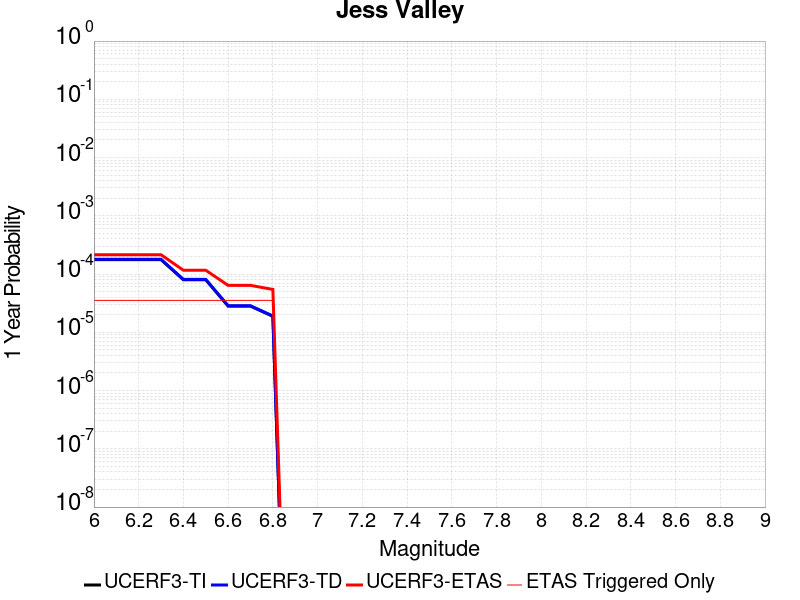 Jess Valley
1 Year Probability
10^0
10^-1
10^-2
10^-3
10^-4
10^-5
10^-6
10^-7
10^-8
6 6.2 6.4 6.6 6.8 7 7.2 7.4 7.6 7.8 8 8.2 8.4 8.6 8.8 9
Magnitude
UCERF3-TI UCERF3-TD UCERF3-ETAS ETAS Triggered Only